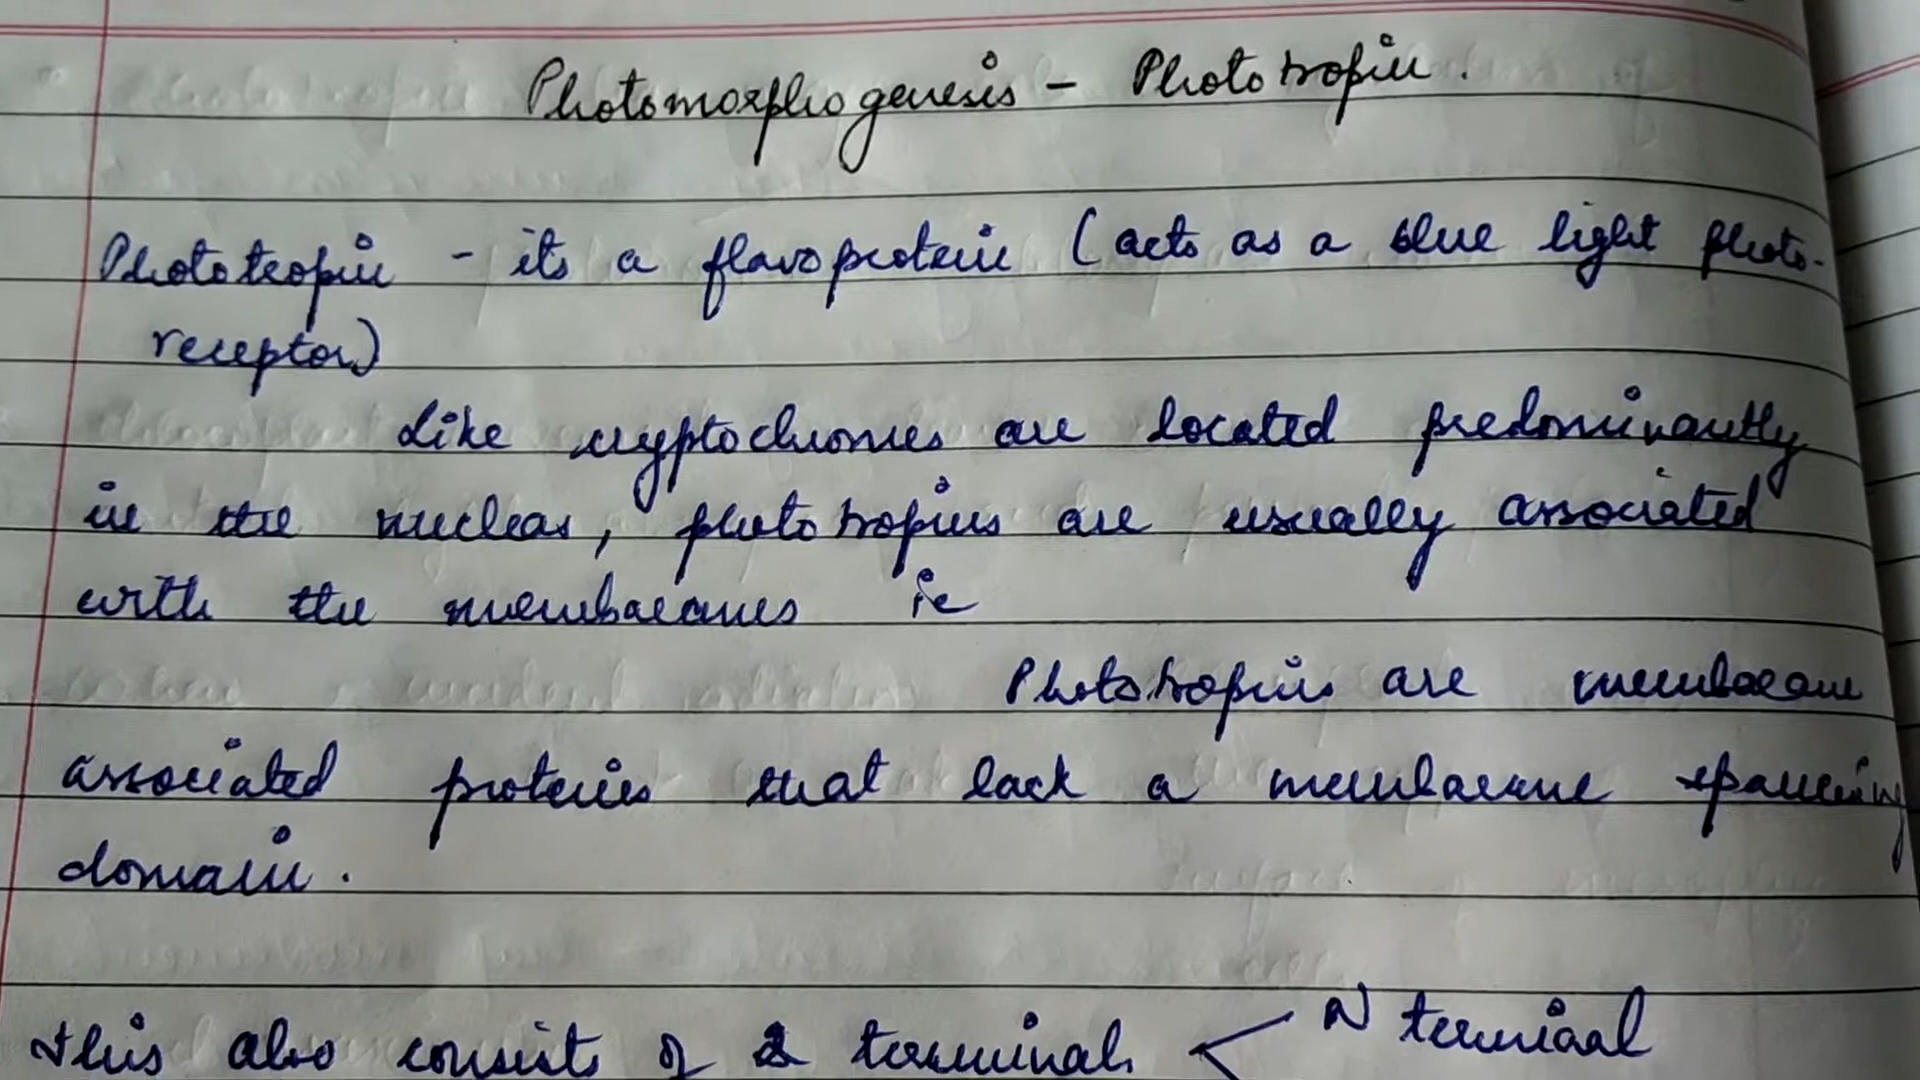 Photomorphogenesis - Phototropin.
Phototropin - its a flavoprotein (acts as a blue light photo-
receptor)
Like cryptochromes are located predominantly
in the nucleas, phototropins are usually associated
with the membranes ie
Phototropins are membrane
associated proteins that lack a membrane spanning
domain.
This also consists of 2 terminals < N terminal